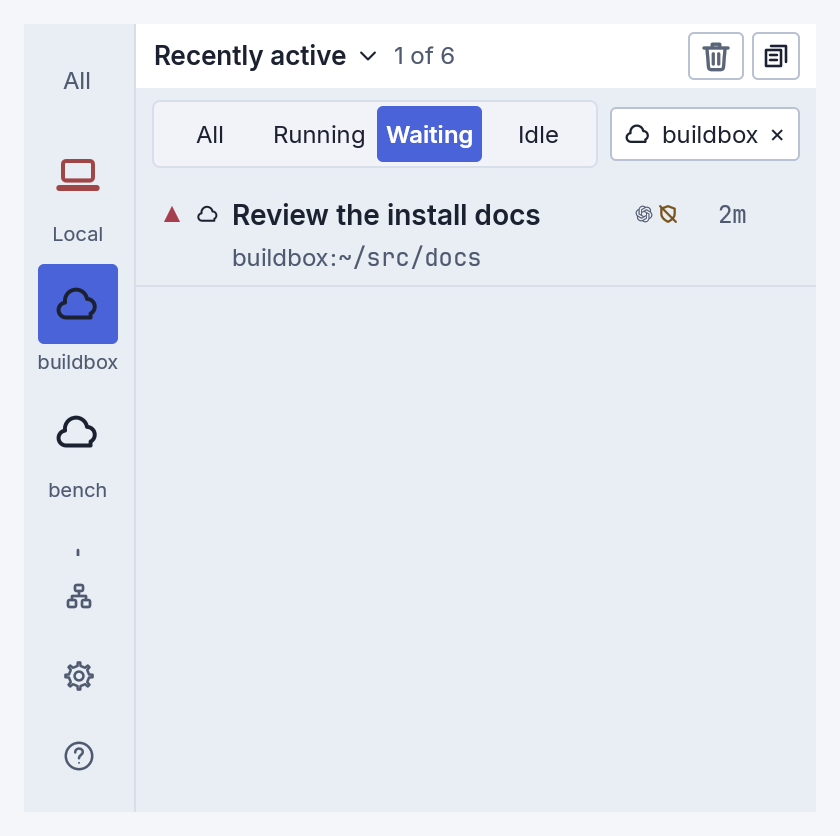 All
Local
buildbox
bench
Recently active 1 of 6
All Running Waiting Idle buildbox ×
Review the install docs 2m
buildbox:~/src/docs